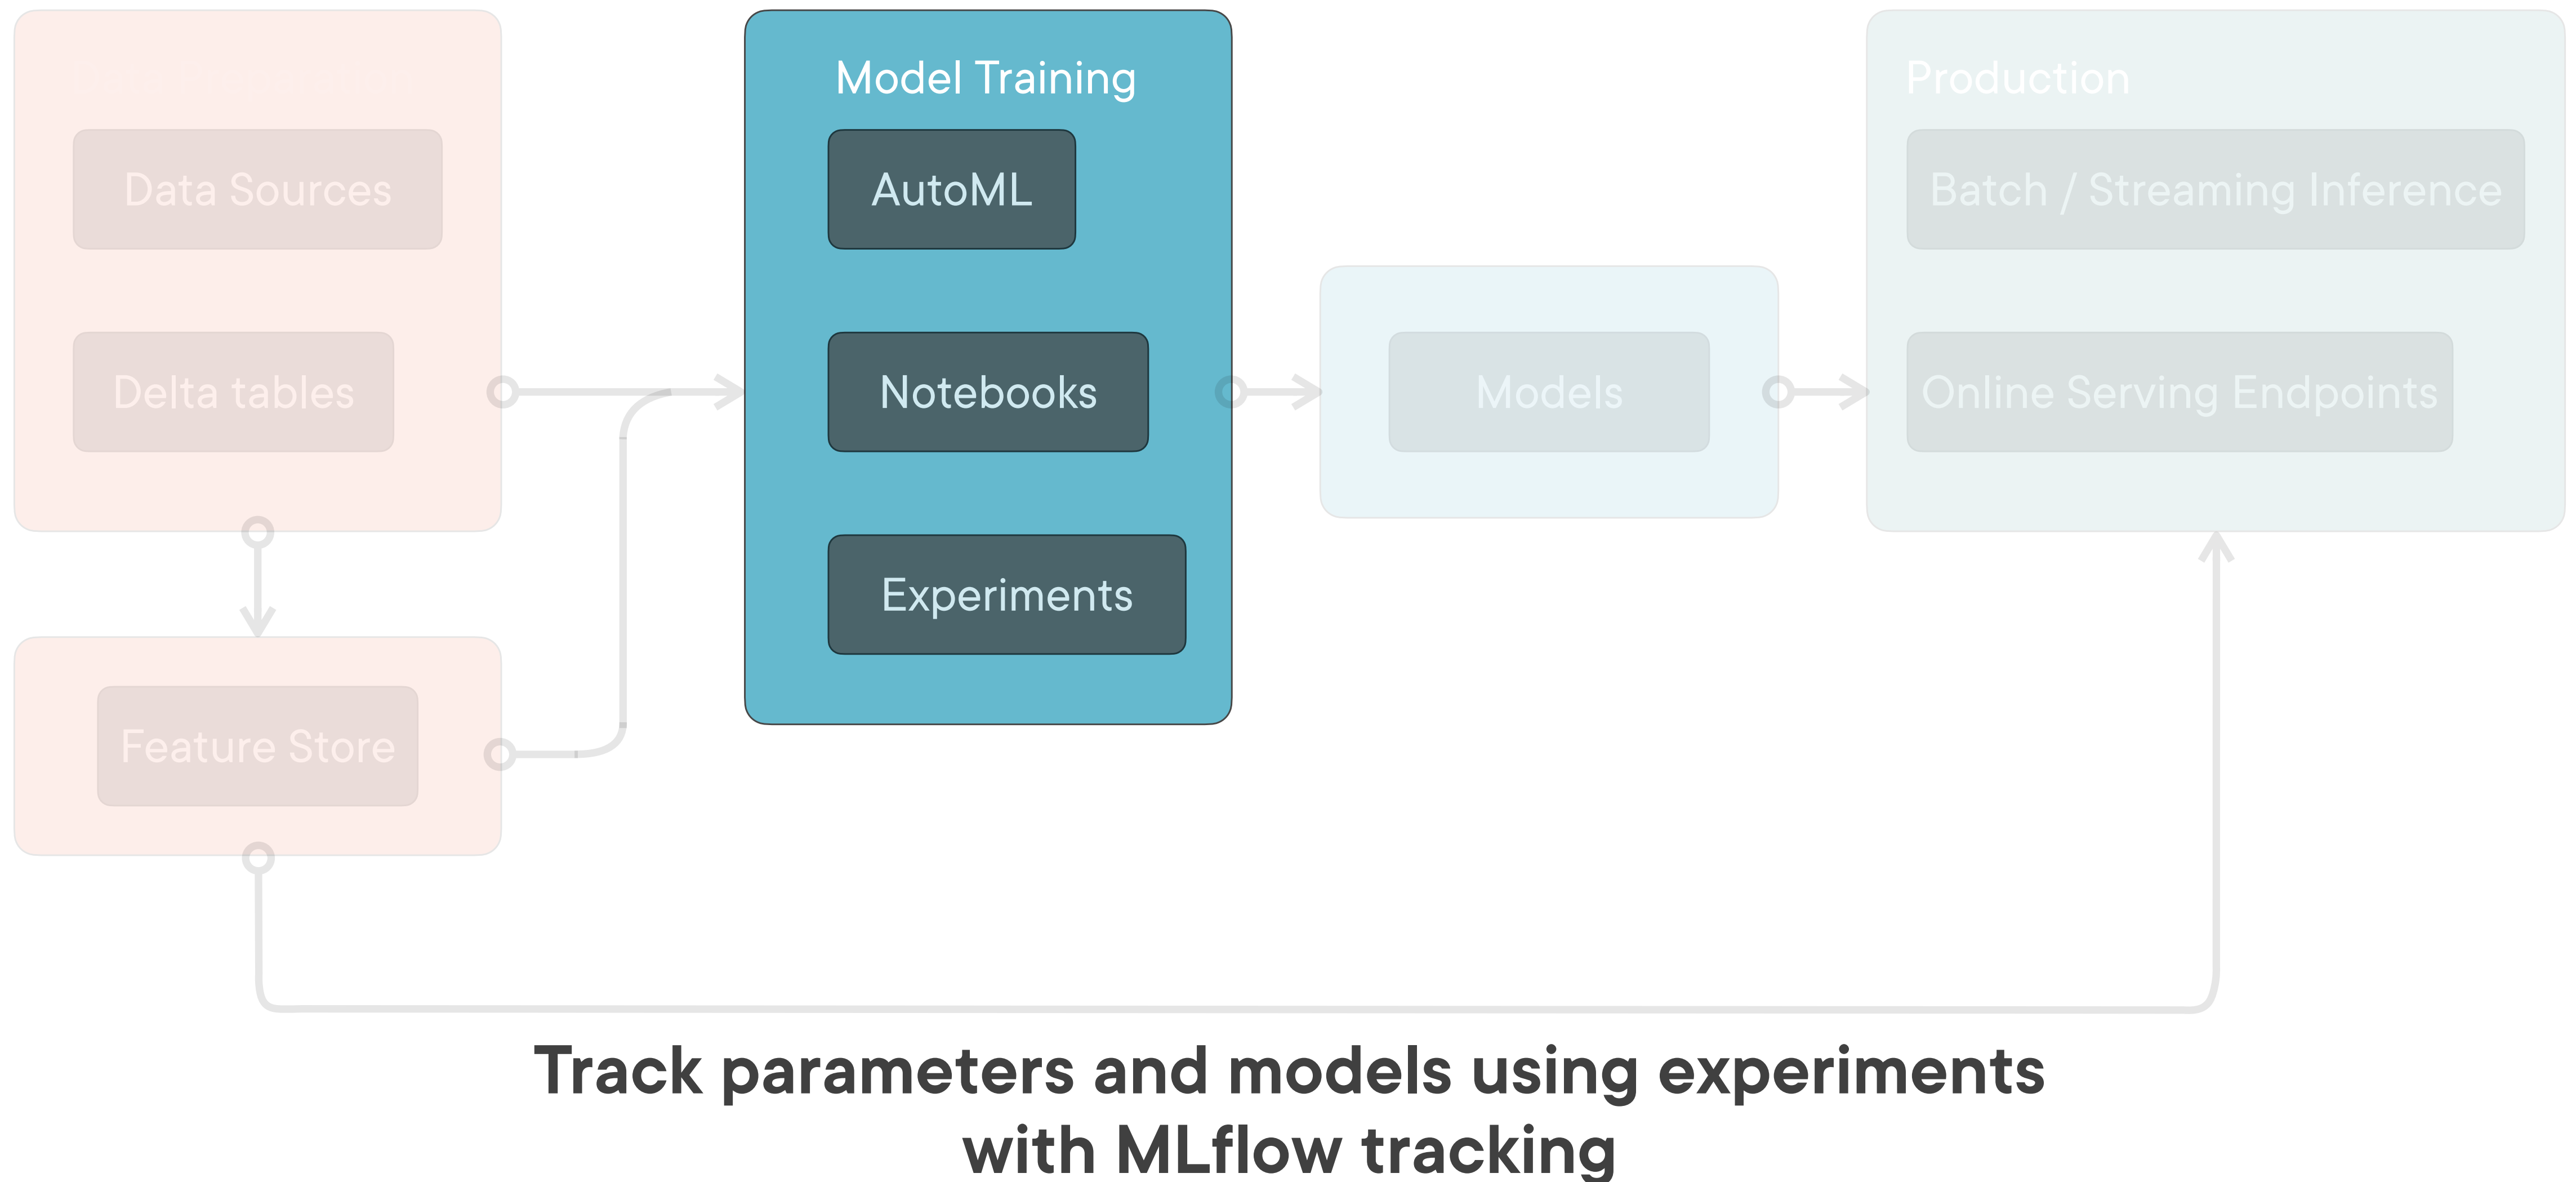 Data Sources
Delta tables
Feature Store
Model Training
AutoML
Notebooks
Experiments
Models
Production
Batch / Streaming Inference
Online Serving Endpoints
Track parameters and models using experiments
with MLflow tracking